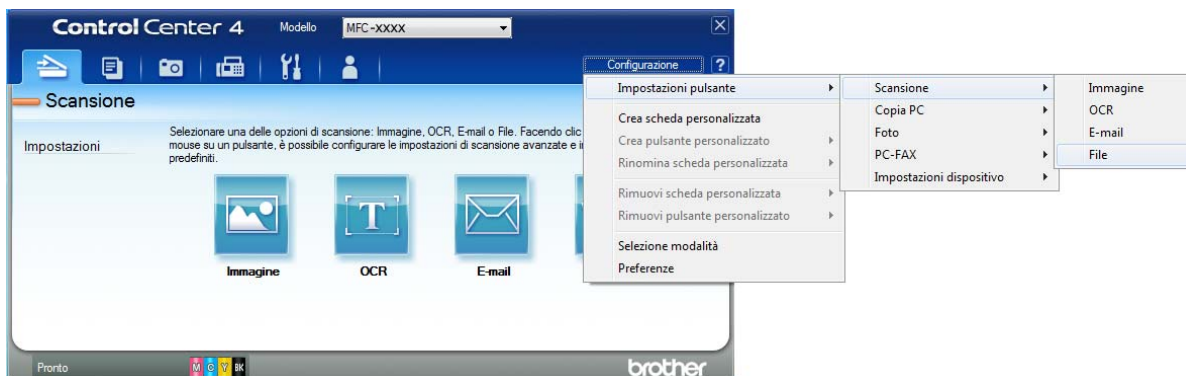 Control Center 4
Modello
MFC-XXXX
Configurazione
?
Scansione
Impostazioni
Selezionare una delle opzioni di scansione: Immagine, OCR, E-mail o File. Facendo clic
mouse su un pulsante, è possibile configurare le impostazioni di scansione avanzate e i
predefiniti.
T
Immagine
OCR
E-mail
Impostazioni pulsante
Crea scheda personalizzata
Crea pulsante personalizzato
Rinomina scheda personalizzata
Rimuovi scheda personalizzata
Rimuovi pulsante personalizzato
Selezione modalità
Preferenze
Scansione
Copia PC
Foto
PC-FAX
Impostazioni dispositivo
Immagine
OCR
E-mail
File
Pronto
M C Y BK
brother